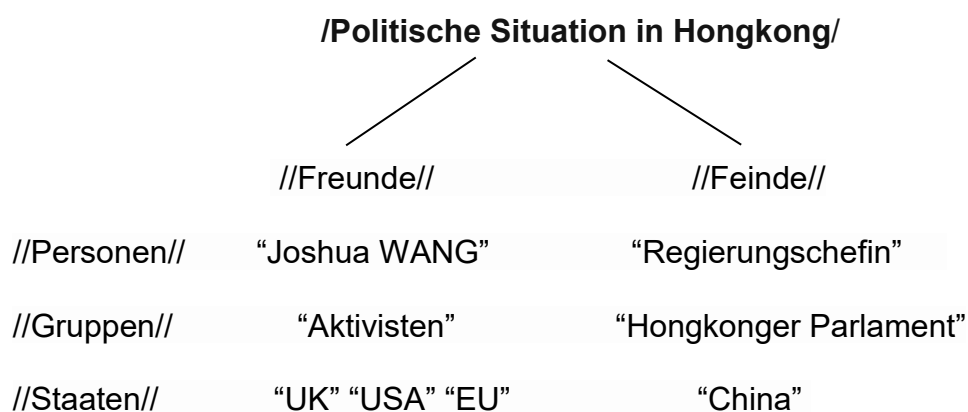 /Politische Situation in Hongkong/
//Freunde// //Feinde//
//Personen// “Joshua WANG” “Regierungschefin”
//Gruppen// “Aktivisten” “Hongkonger Parlament”
//Staaten// “UK” “USA” “EU” “China”